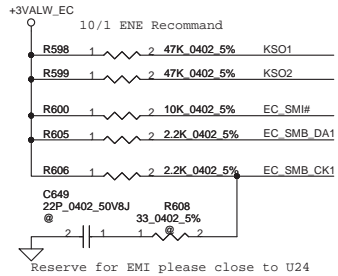 +3VALW_EC
10/1 ENE Recommand
R598 1 2 47K_0402_5% KSO1
R599 1 2 47K_0402_5% KSO2
R600 1 2 10K_0402_5% EC_SMI#
R605 1 2 2.2K_0402_5% EC_SMB_DA1
R606 1 2 2.2K_0402_5% EC_SMB_CK1
C649
22P_0402_50V8J R608
@ 33_0402_5%
@
2 1 1 2
Reserve for EMI please close to U24